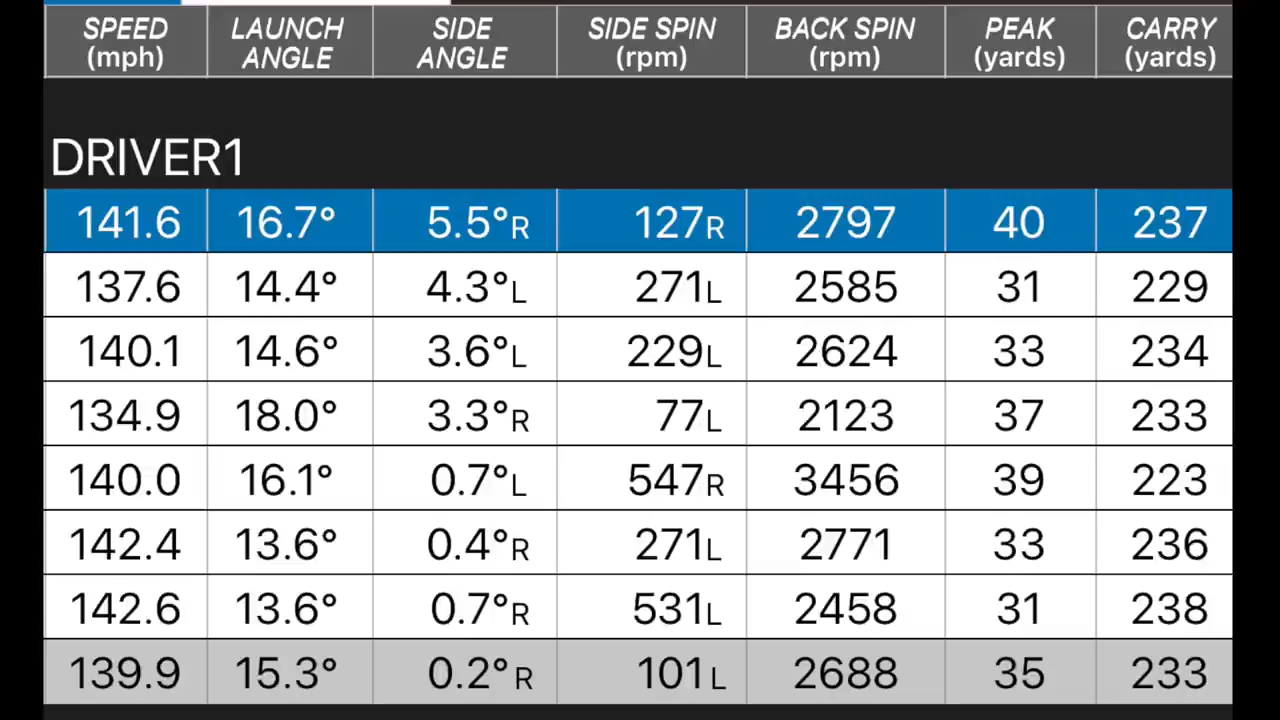 SPEED (mph) LAUNCH ANGLE SIDE ANGLE SIDE SPIN (rpm) BACK SPIN (rpm) PEAK (yards) CARRY (yards)
DRIVER1
141.6 16.7° 5.5°R 127R 2797 40 237
137.6 14.4° 4.3°L 271L 2585 31 229
140.1 14.6° 3.6°L 229L 2624 33 234
134.9 18.0° 3.3°R 77L 2123 37 233
140.0 16.1° 0.7°L 547R 3456 39 223
142.4 13.6° 0.4°R 271L 2771 33 236
142.6 13.6° 0.7°R 531L 2458 31 238
139.9 15.3° 0.2°R 101L 2688 35 233